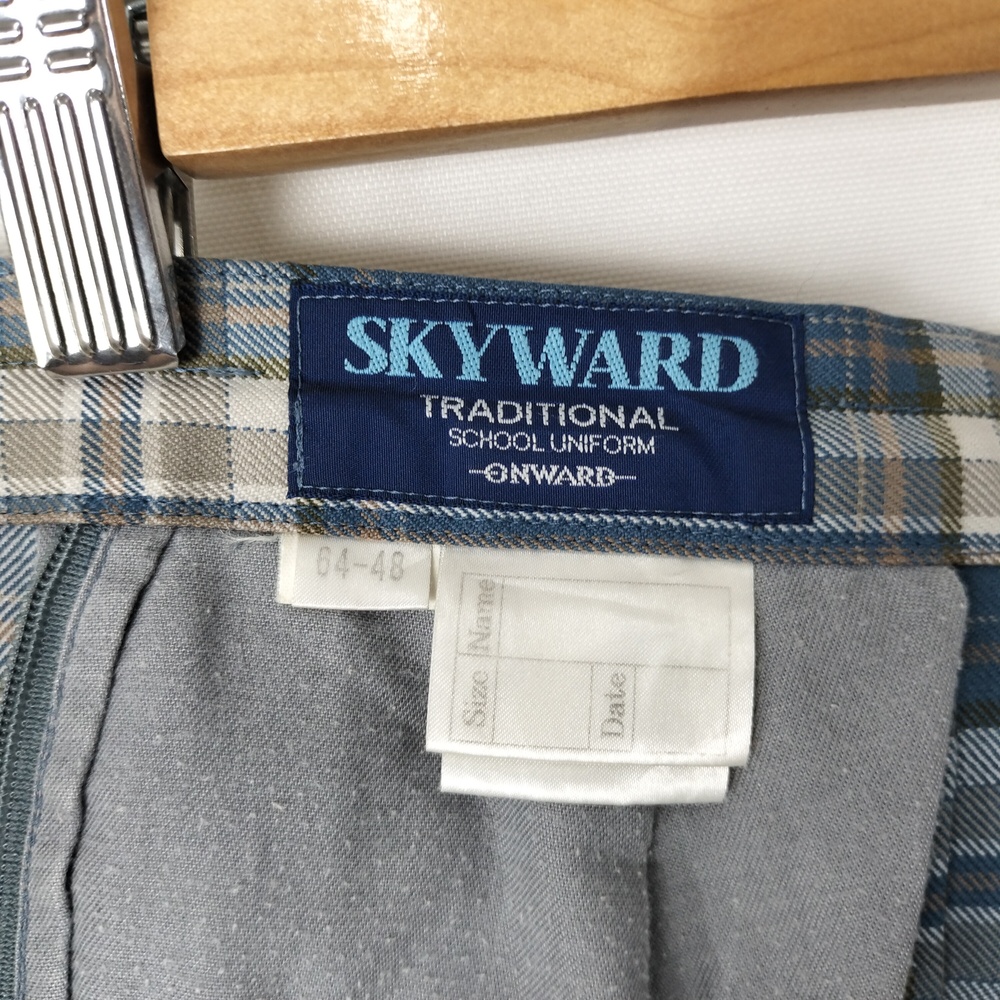 SKYWARD
TRADITIONAL
SCHOOL UNIFORM
ONWARD
64-48
Name
Size
Date